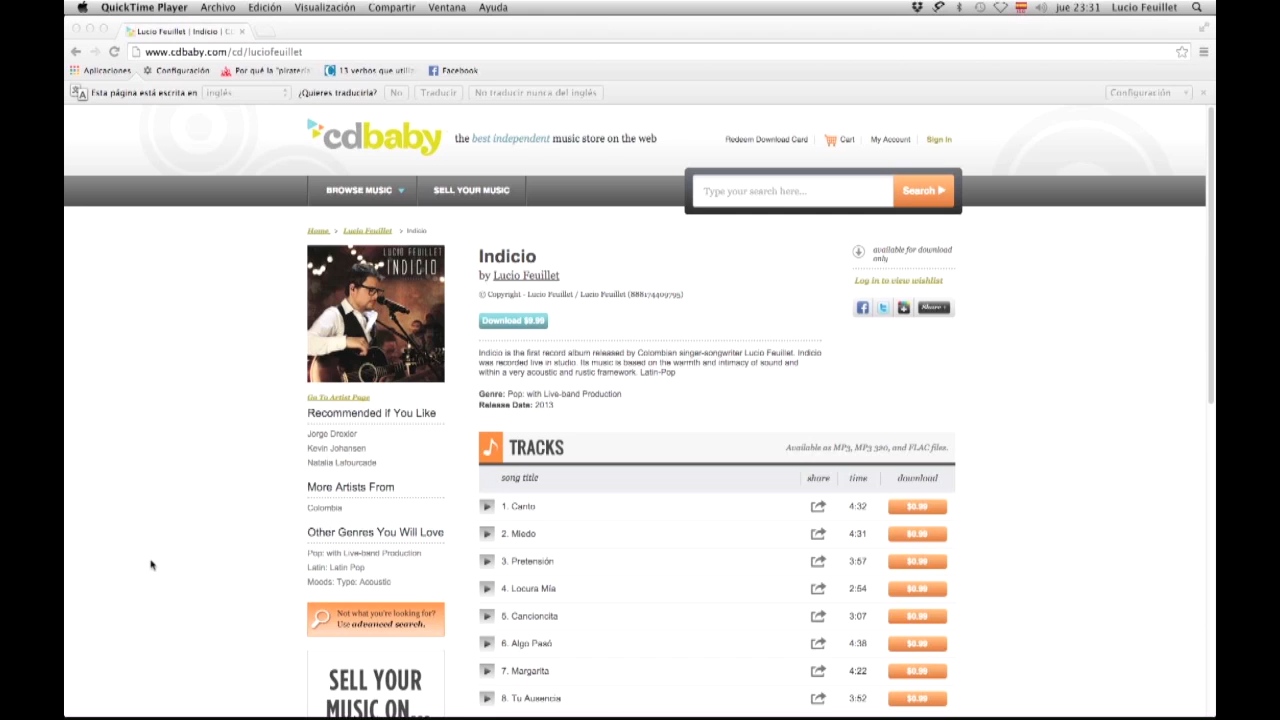 QuickTime Player Archivo Edición Visualización Compartir Ventana Ayuda jue 23:31 Lucio Feuillet
Lucio Feuillet | Indicio | C
www.cdbaby.com/cd/luciofeuillet
Aplicaciones Configuración Por qué la "piratería 13 verbos que utili Facebook
Esta página está escrita en inglés ¿Quieres traducirla? No Traducir No traducir nunca del inglés Configuración
cdbaby the best independent music store on the web Redeem Download Card Cart My Account Sign In
BROWSE MUSIC SELL YOUR MUSIC Type your search here... Search
Home > Lucio Feuillet > Indicio
LUCIO FEUILLET
INDICIO
Indicio
by Lucio Feuillet
© Copyright - Lucio Feuillet / Lucio Feuillet (888174409795)
Download $9.99
available for download
only
Log in to view wishlist
Share
Indicio is the first record album released by Colombian singer-songwriter Lucio Feuillet. Indicio
was recorded live in studio. Its music is based on the warmth and intimacy of sound and
within a very acoustic and rustic framework. Latin-Pop
Genre: Pop: with Live-band Production
Release Date: 2013
Go To Artist Page
Recommended if You Like
Jorge Drexler
Kevin Johansen
Natalia Lafourcade
More Artists From
Colombia
Other Genres You Will Love
Pop: with Live-band Production
Latin: Latin Pop
Moods: Type: Acoustic
Not what you're looking for?
Use advanced search.
SELL YOUR
MUSIC ON...
TRACKS Available as MP3, MP3 320, and FLAC files.
song title share time download
1. Canto 4:32 $0.99
2. Miedo 4:31 $0.99
3. Pretensión 3:57 $0.99
4. Locura Mía 2:54 $0.99
5. Cancioncita 3:07 $0.99
6. Algo Pasó 4:38 $0.99
7. Margarita 4:22 $0.99
8. Tu Ausencia 3:52 $0.99